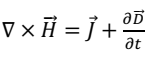 ∇ × H⃗ = J⃗ + ∂D⃗/∂t